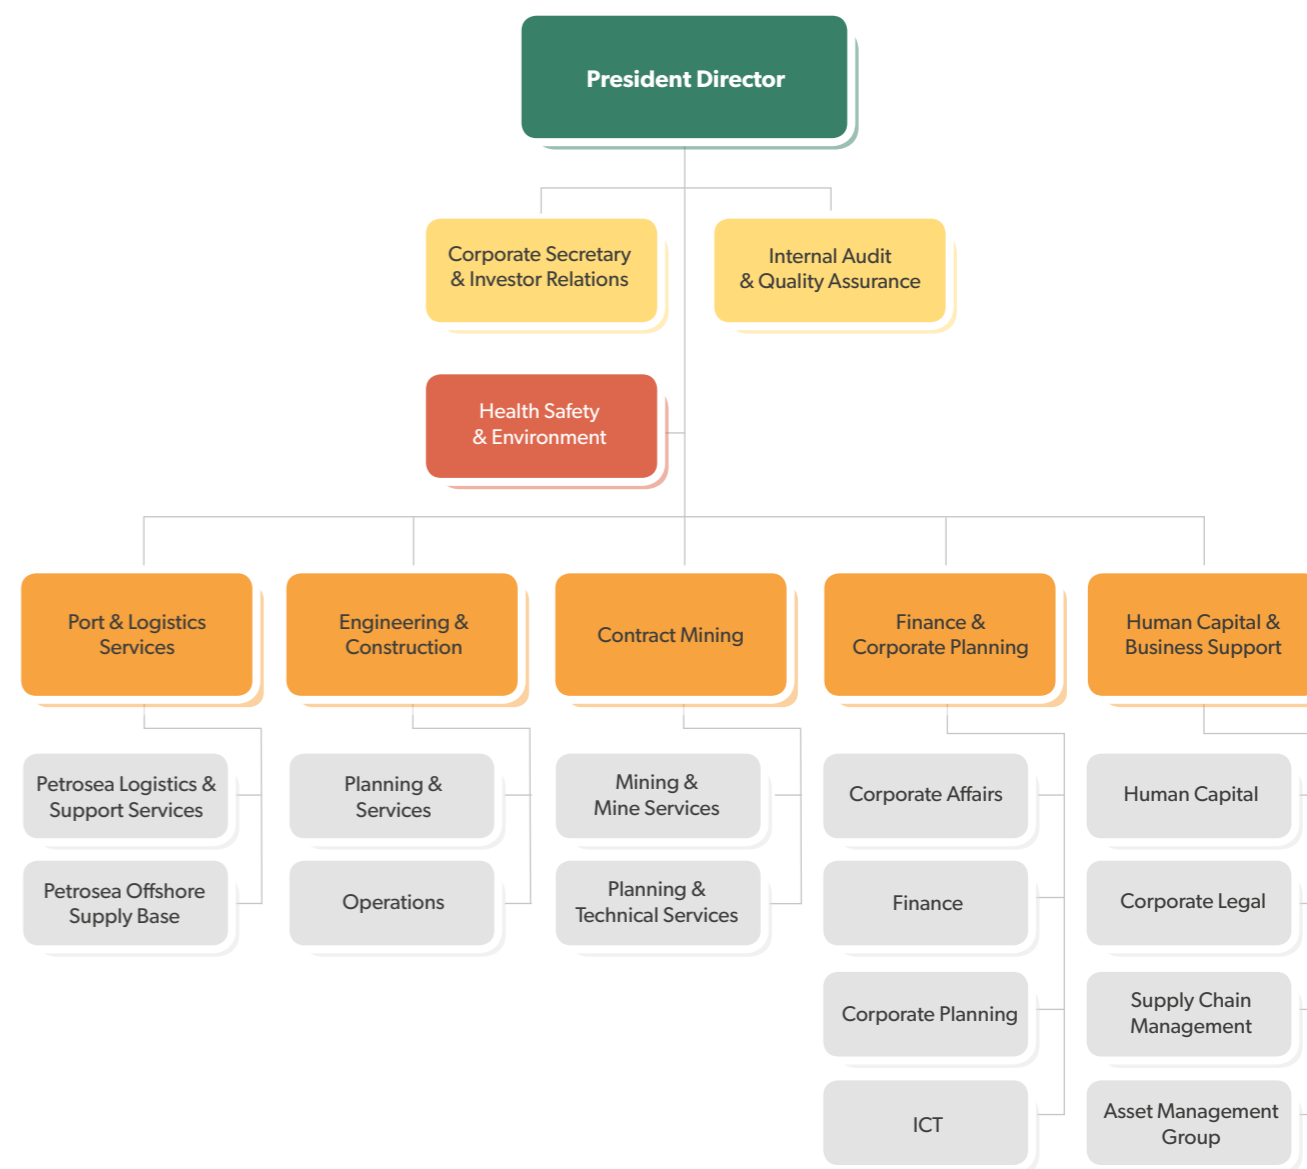 President Director
Corporate Secretary
& Investor Relations
Internal Audit
& Quality Assurance
Health Safety
& Environment
Port & Logistics
Services
Engineering &
Construction
Contract Mining
Finance &
Corporate Planning
Human Capital &
Business Support
Petrosea Logistics &
Support Services
Petrosea Offshore
Supply Base
Planning &
Services
Operations
Mining &
Mine Services
Planning &
Technical Services
Corporate Affairs
Finance
Corporate Planning
ICT
Human Capital
Corporate Legal
Supply Chain
Management
Asset Management
Group